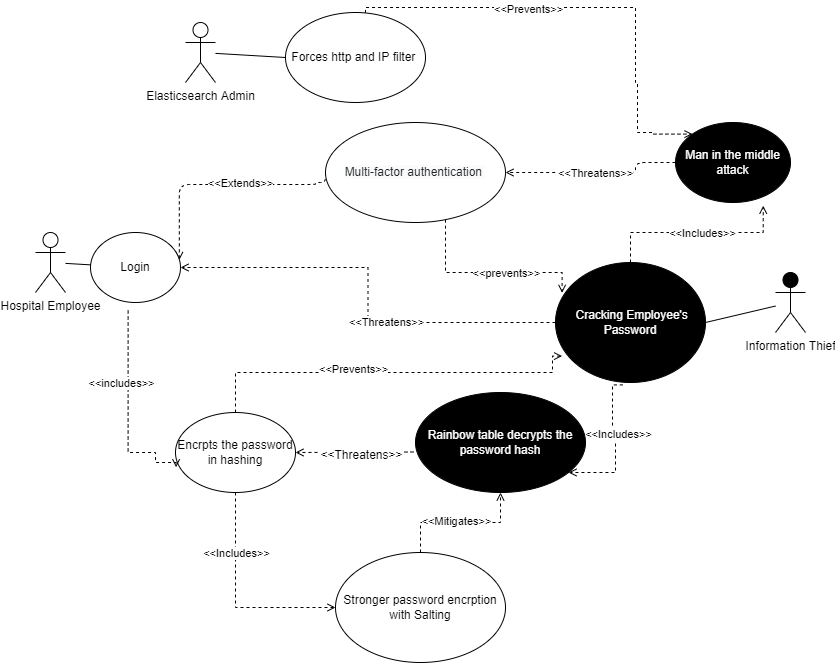 <<Prevents>>
Forces http and IP filter
Elasticsearch Admin
Man in the middle
attack
Multi-factor authentication
<<Threatens>>
<<Extends>>
<<Includes>>
Login
<<prevents>>
Hospital Employee
Cracking Employee's
Password
<<Threatens>>
Information Thief
<<Prevents>>
<<includes>>
Rainbow table decrypts the
password hash
<<Includes>>
Encrpts the password
in hashing
<<Threatens>>
<<Mitigates>>
<<Includes>>
Stronger password encrption
with Salting